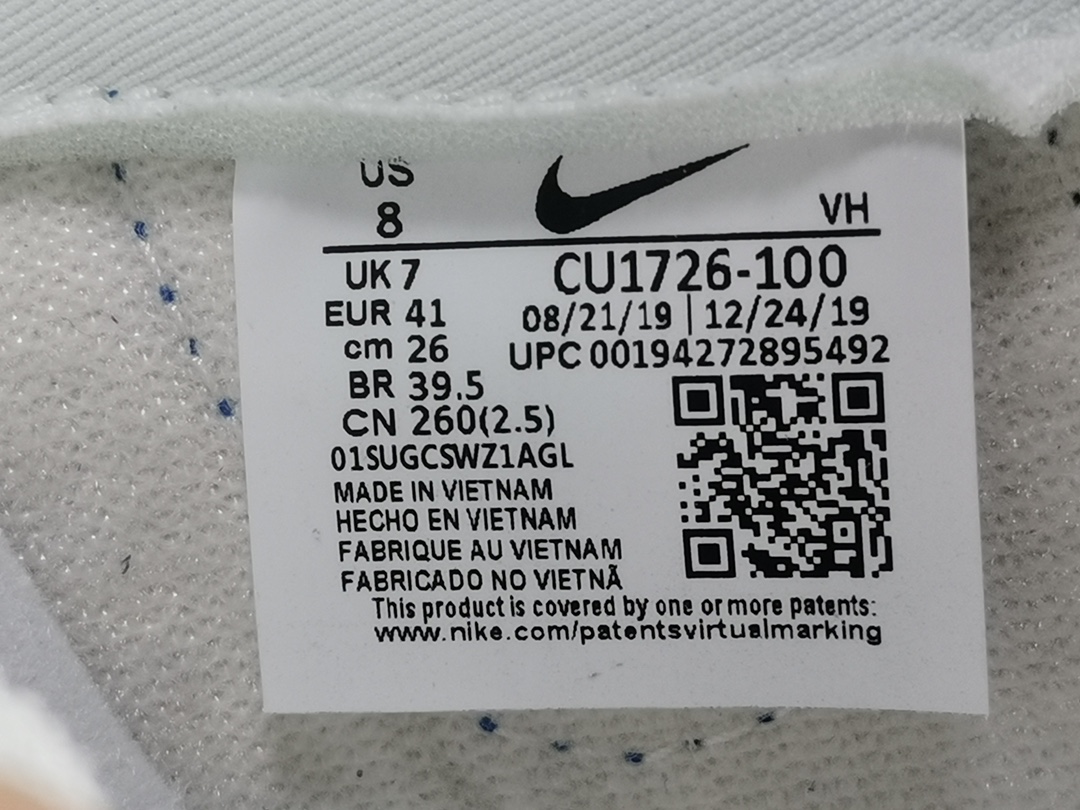 US
8
VH
UK 7
CU1726-100
EUR 41
08/21/19 | 12/24/19
cm 26
UPC 00194272895492
BR 39.5
CN 260(2.5)
01SUGCSWZ1AGL
MADE IN VIETNAM
HECHO EN VIETNAM
FABRIQUE AU VIETNAM
FABRICADO NO VIETNÃ
This product is covered by one or more patents:
www.nike.com/patentsvirtualmarking